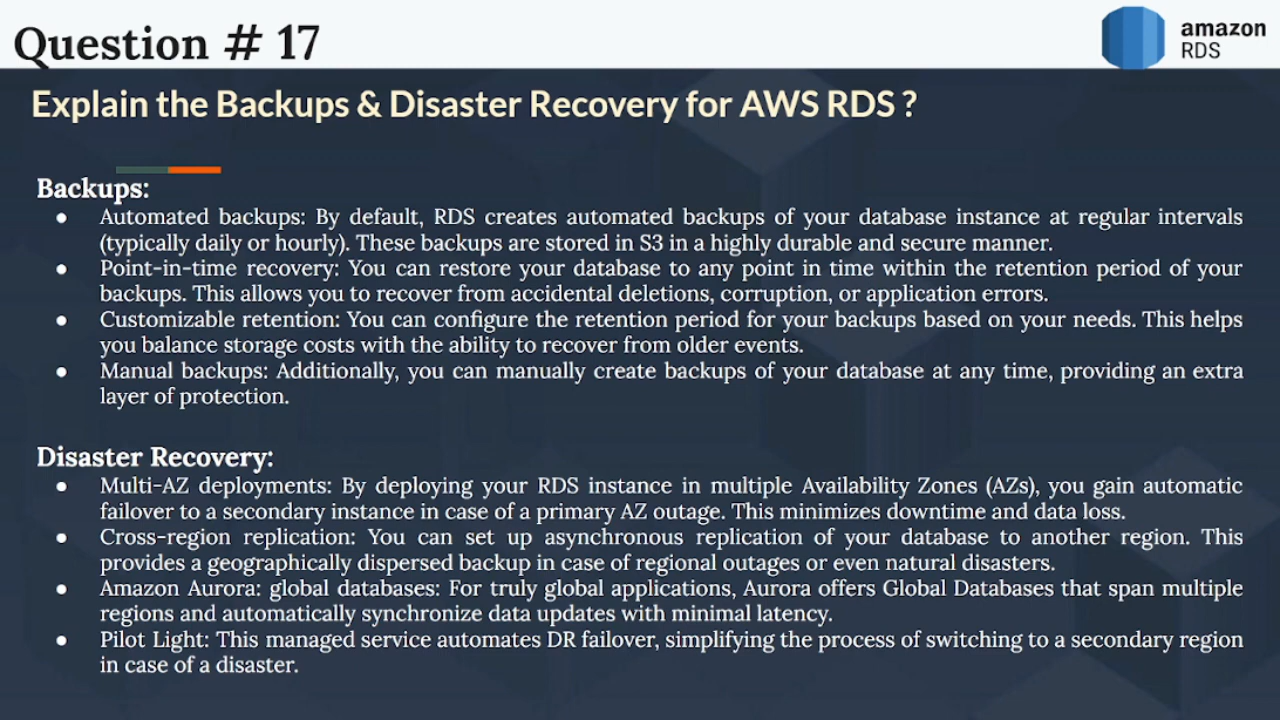 Question # 17
amazon
RDS
Explain the Backups & Disaster Recovery for AWS RDS ?
Backups:
● Automated backups: By default, RDS creates automated backups of your database instance at regular intervals
(typically daily or hourly). These backups are stored in S3 in a highly durable and secure manner.
● Point-in-time recovery: You can restore your database to any point in time within the retention period of your
backups. This allows you to recover from accidental deletions, corruption, or application errors.
● Customizable retention: You can configure the retention period for your backups based on your needs. This helps
you balance storage costs with the ability to recover from older events.
● Manual backups: Additionally, you can manually create backups of your database at any time, providing an extra
layer of protection.
Disaster Recovery:
● Multi-AZ deployments: By deploying your RDS instance in multiple Availability Zones (AZs), you gain automatic
failover to a secondary instance in case of a primary AZ outage. This minimizes downtime and data loss.
● Cross-region replication: You can set up asynchronous replication of your database to another region. This
provides a geographically dispersed backup in case of regional outages or even natural disasters.
● Amazon Aurora: global databases: For truly global applications, Aurora offers Global Databases that span multiple
regions and automatically synchronize data updates with minimal latency.
● Pilot Light: This managed service automates DR failover, simplifying the process of switching to a secondary region
in case of a disaster.